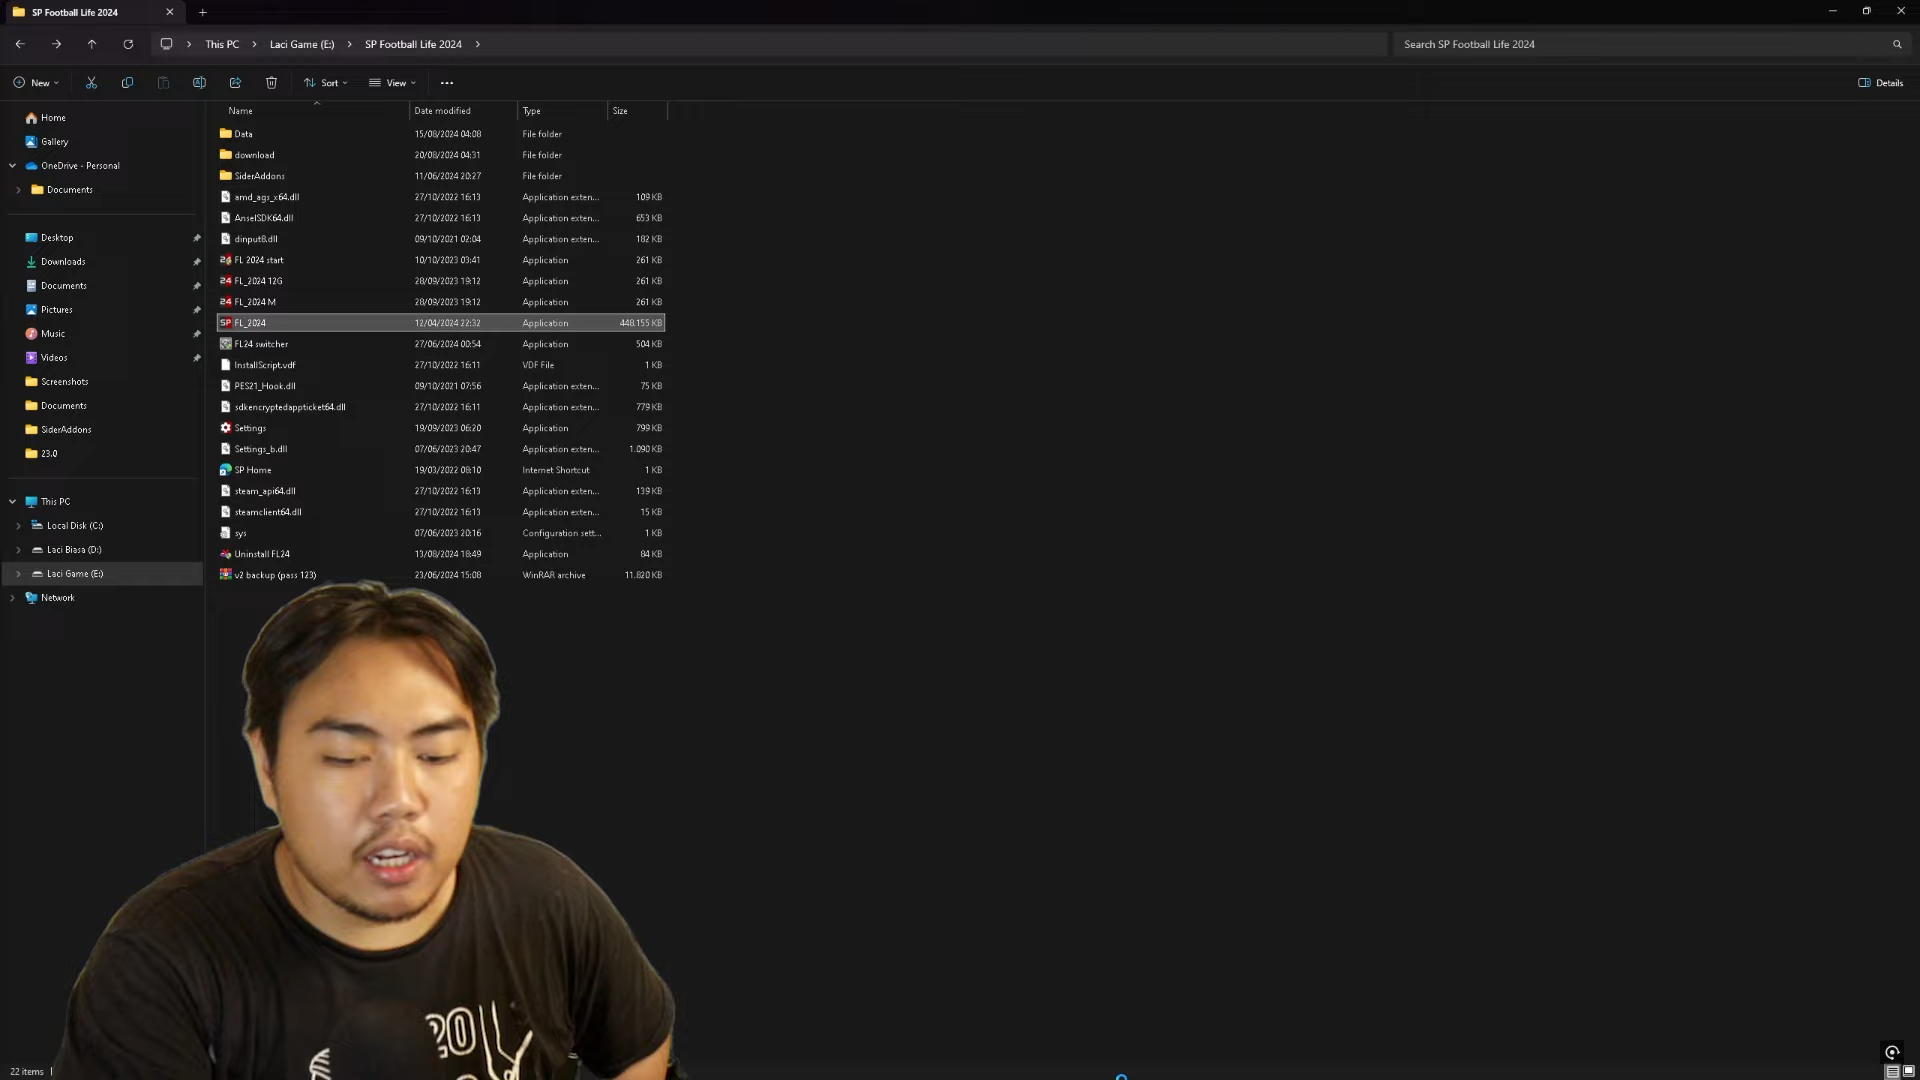 SP Football Life 2024
This PC
Laci Game (E:)
SP Football Life 2024
Search SP Football Life 2024
New
Sort
View
Details
Name
Date modified
Type
Size
Home
Gallery
OneDrive - Personal
Documents
Desktop
Downloads
Documents
Pictures
Music
Videos
Screenshots
Documents
SiderAddons
23.0
This PC
Local Disk (C:)
Laci Biasa (D:)
Laci Game (E:)
Network
Data 15/08/2024 04:08 File folder
download 20/08/2024 04:31 File folder
SiderAddons 11/06/2024 20:27 File folder
amd_ags_x64.dll 27/10/2022 16:13 Application exten... 109 KB
AnselSDK64.dll 27/10/2022 16:13 Application exten... 653 KB
dinput8.dll 09/10/2021 02:04 Application exten... 182 KB
FL 2024 start 10/10/2023 03:41 Application 261 KB
FL_2024 12G 28/09/2023 19:12 Application 261 KB
FL_2024 M 28/09/2023 19:12 Application 261 KB
FL_2024 12/04/2024 22:32 Application 448.155 KB
FL24 switcher 27/06/2024 00:54 Application 504 KB
InstallScript.vdf 27/10/2022 16:11 VDF File 1 KB
PES21_Hook.dll 09/10/2021 07:56 Application exten... 75 KB
sdkencryptedappticket64.dll 27/10/2022 16:11 Application exten... 779 KB
Settings 19/09/2023 06:20 Application 799 KB
Settings_b.dll 07/06/2023 20:47 Application exten... 1.090 KB
SP Home 19/03/2022 08:10 Internet Shortcut 1 KB
steam_api64.dll 27/10/2022 16:13 Application exten... 139 KB
steamclient64.dll 27/10/2022 16:13 Application exten... 15 KB
sys 07/06/2023 20:16 Configuration sett... 1 KB
Uninstall FL24 13/08/2024 18:49 Application 84 KB
v2 backup (pass 123) 23/06/2024 15:08 WinRAR archive 11.820 KB
20
22 items